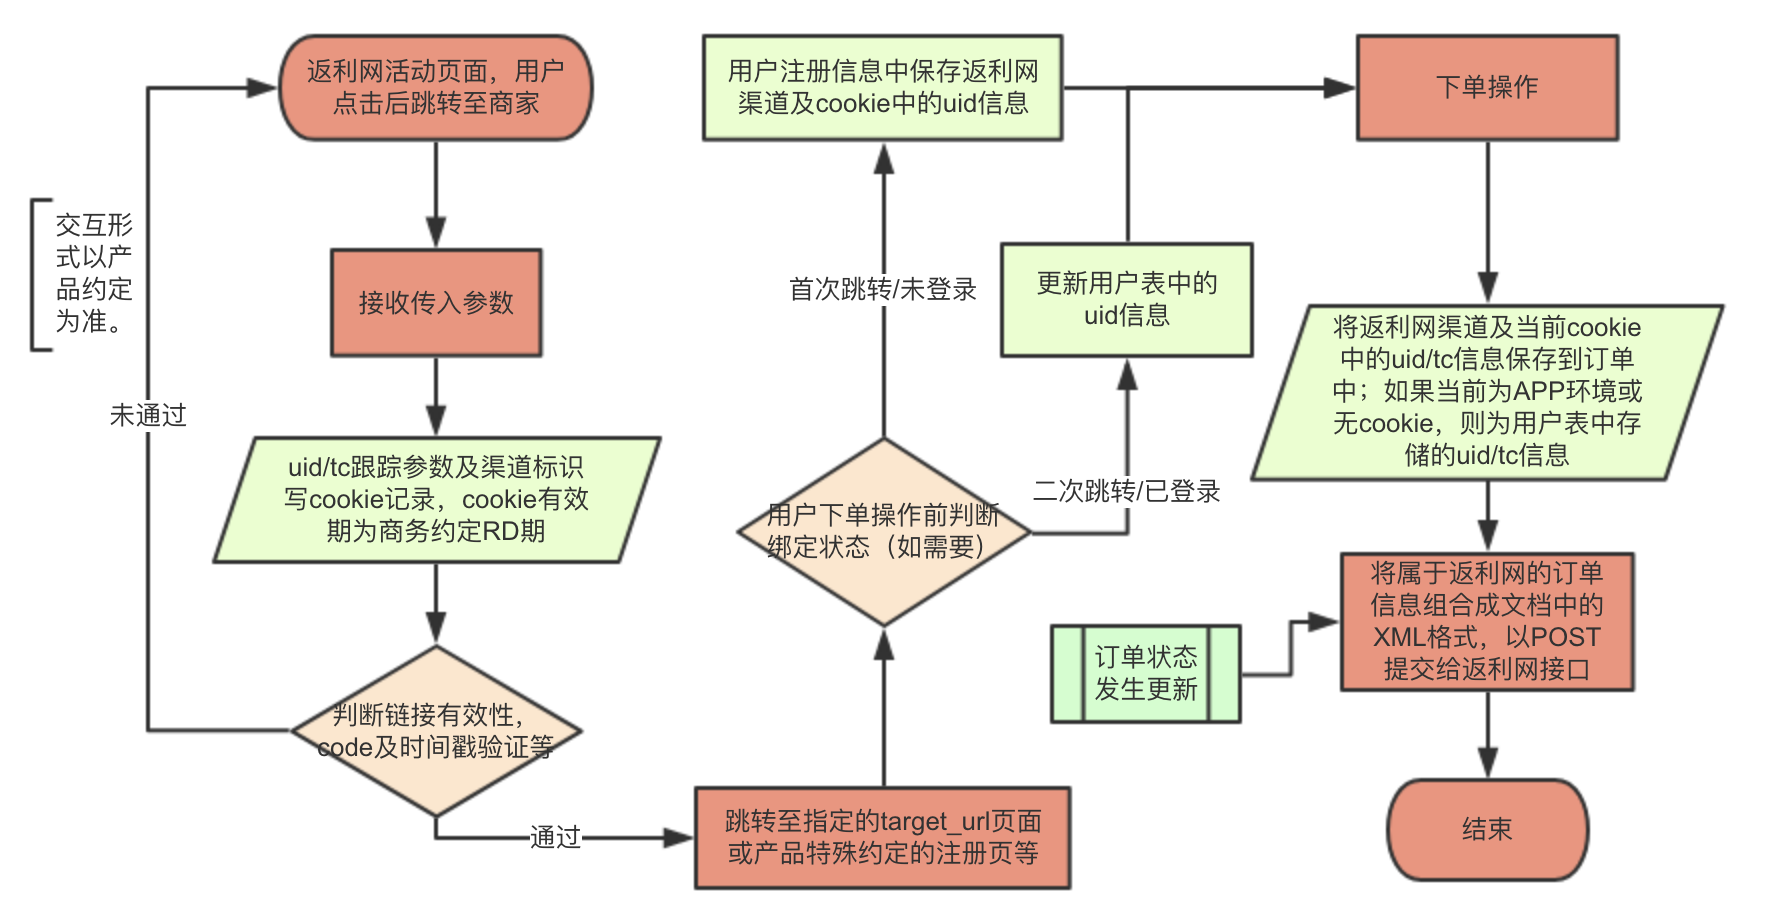 返利网活动页面，用户
点击后跳转至商家
交互形
式以产
品约定
为准。
接收传入参数
未通过
uid/tc跟踪参数及渠道标识
写cookie记录，cookie有效
期为商务约定RD期
判断链接有效性，
code及时间戳验证等
通过
跳转至指定的target_url页面
或产品特殊约定的注册页等
用户下单操作前判断
绑定状态（如需要）
首次跳转/未登录
用户注册信息中保存返利网
渠道及cookie中的uid信息
二次跳转/已登录
更新用户表中的
uid信息
下单操作
将返利网渠道及当前cookie
中的uid/tc信息保存到订单
中；如果当前为APP环境或
无cookie，则为用户表中存
储的uid/tc信息
订单状态
发生更新
将属于返利网的订单
信息组合成文档中的
XML格式，以POST
提交给返利网接口
结束